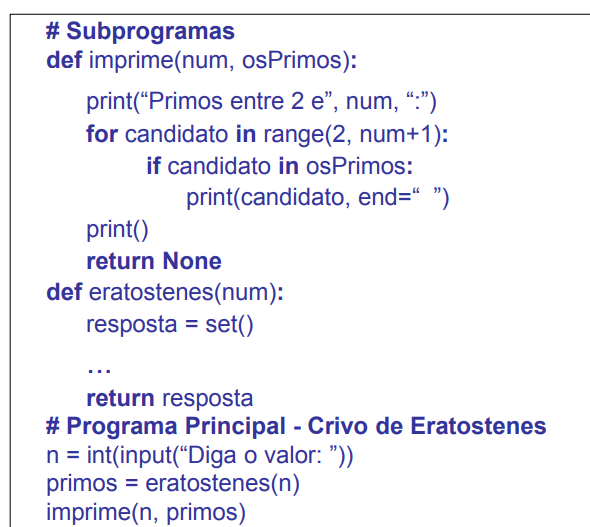 # Subprogramas
def imprime(num, osPrimos):
print(“Primos entre 2 e”, num, “:”)
for candidato in range(2, num+1):
if candidato in osPrimos:
print(candidato, end=“  ”)
print()
return None
def eratostenes(num):
resposta = set()
…
return resposta
# Programa Principal - Crivo de Eratostenes
n = int(input(“Diga o valor: ”))
primos = eratostenes(n)
imprime(n, primos)